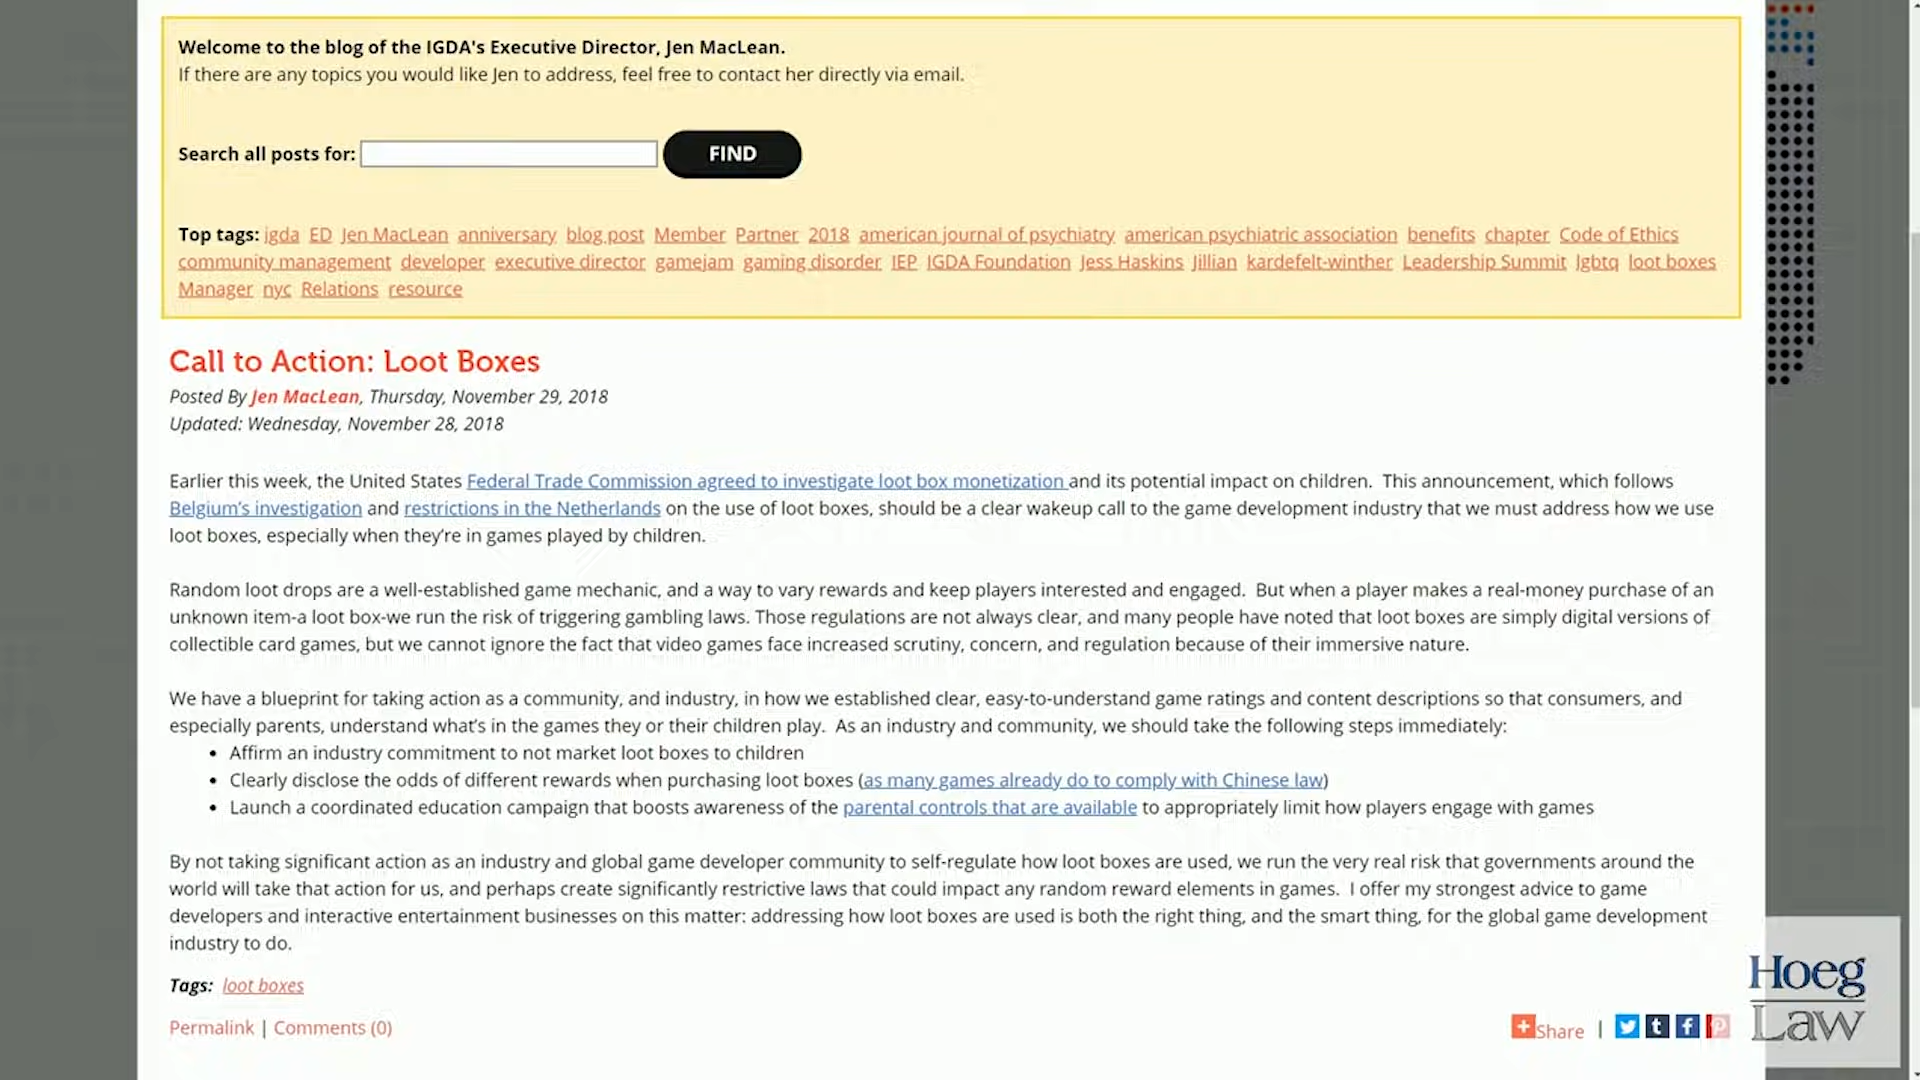 Welcome to the blog of the IGDA's Executive Director, Jen MacLean.
If there are any topics you would like Jen to address, feel free to contact her directly via email.
Search all posts for: FIND
Top tags: igda ED Jen MacLean anniversary blog post Member Partner 2018 american journal of psychiatry american psychiatric association benefits chapter Code of Ethics
community management developer executive director gamejam gaming disorder IEP IGDA Foundation Jess Haskins Jillian kardefelt-winther Leadership Summit lgbtq loot boxes
Manager nyc Relations resource
Call to Action: Loot Boxes
Posted By Jen MacLean, Thursday, November 29, 2018
Updated: Wednesday, November 28, 2018
Earlier this week, the United States Federal Trade Commission agreed to investigate loot box monetization and its potential impact on children. This announcement, which follows
Belgium's investigation and restrictions in the Netherlands on the use of loot boxes, should be a clear wakeup call to the game development industry that we must address how we use
loot boxes, especially when they're in games played by children.
Random loot drops are a well-established game mechanic, and a way to vary rewards and keep players interested and engaged. But when a player makes a real-money purchase of an
unknown item-a loot box-we run the risk of triggering gambling laws. Those regulations are not always clear, and many people have noted that loot boxes are simply digital versions of
collectible card games, but we cannot ignore the fact that video games face increased scrutiny, concern, and regulation because of their immersive nature.
We have a blueprint for taking action as a community, and industry, in how we established clear, easy-to-understand game ratings and content descriptions so that consumers, and
especially parents, understand what's in the games they or their children play. As an industry and community, we should take the following steps immediately:
• Affirm an industry commitment to not market loot boxes to children
• Clearly disclose the odds of different rewards when purchasing loot boxes (as many games already do to comply with Chinese law)
• Launch a coordinated education campaign that boosts awareness of the parental controls that are available to appropriately limit how players engage with games
By not taking significant action as an industry and global game developer community to self-regulate how loot boxes are used, we run the very real risk that governments around the
world will take that action for us, and perhaps create significantly restrictive laws that could impact any random reward elements in games. I offer my strongest advice to game
developers and interactive entertainment businesses on this matter: addressing how loot boxes are used is both the right thing, and the smart thing, for the global game development
industry to do.
Tags: loot boxes
Permalink | Comments (0)
Share |
Hoeg
Law